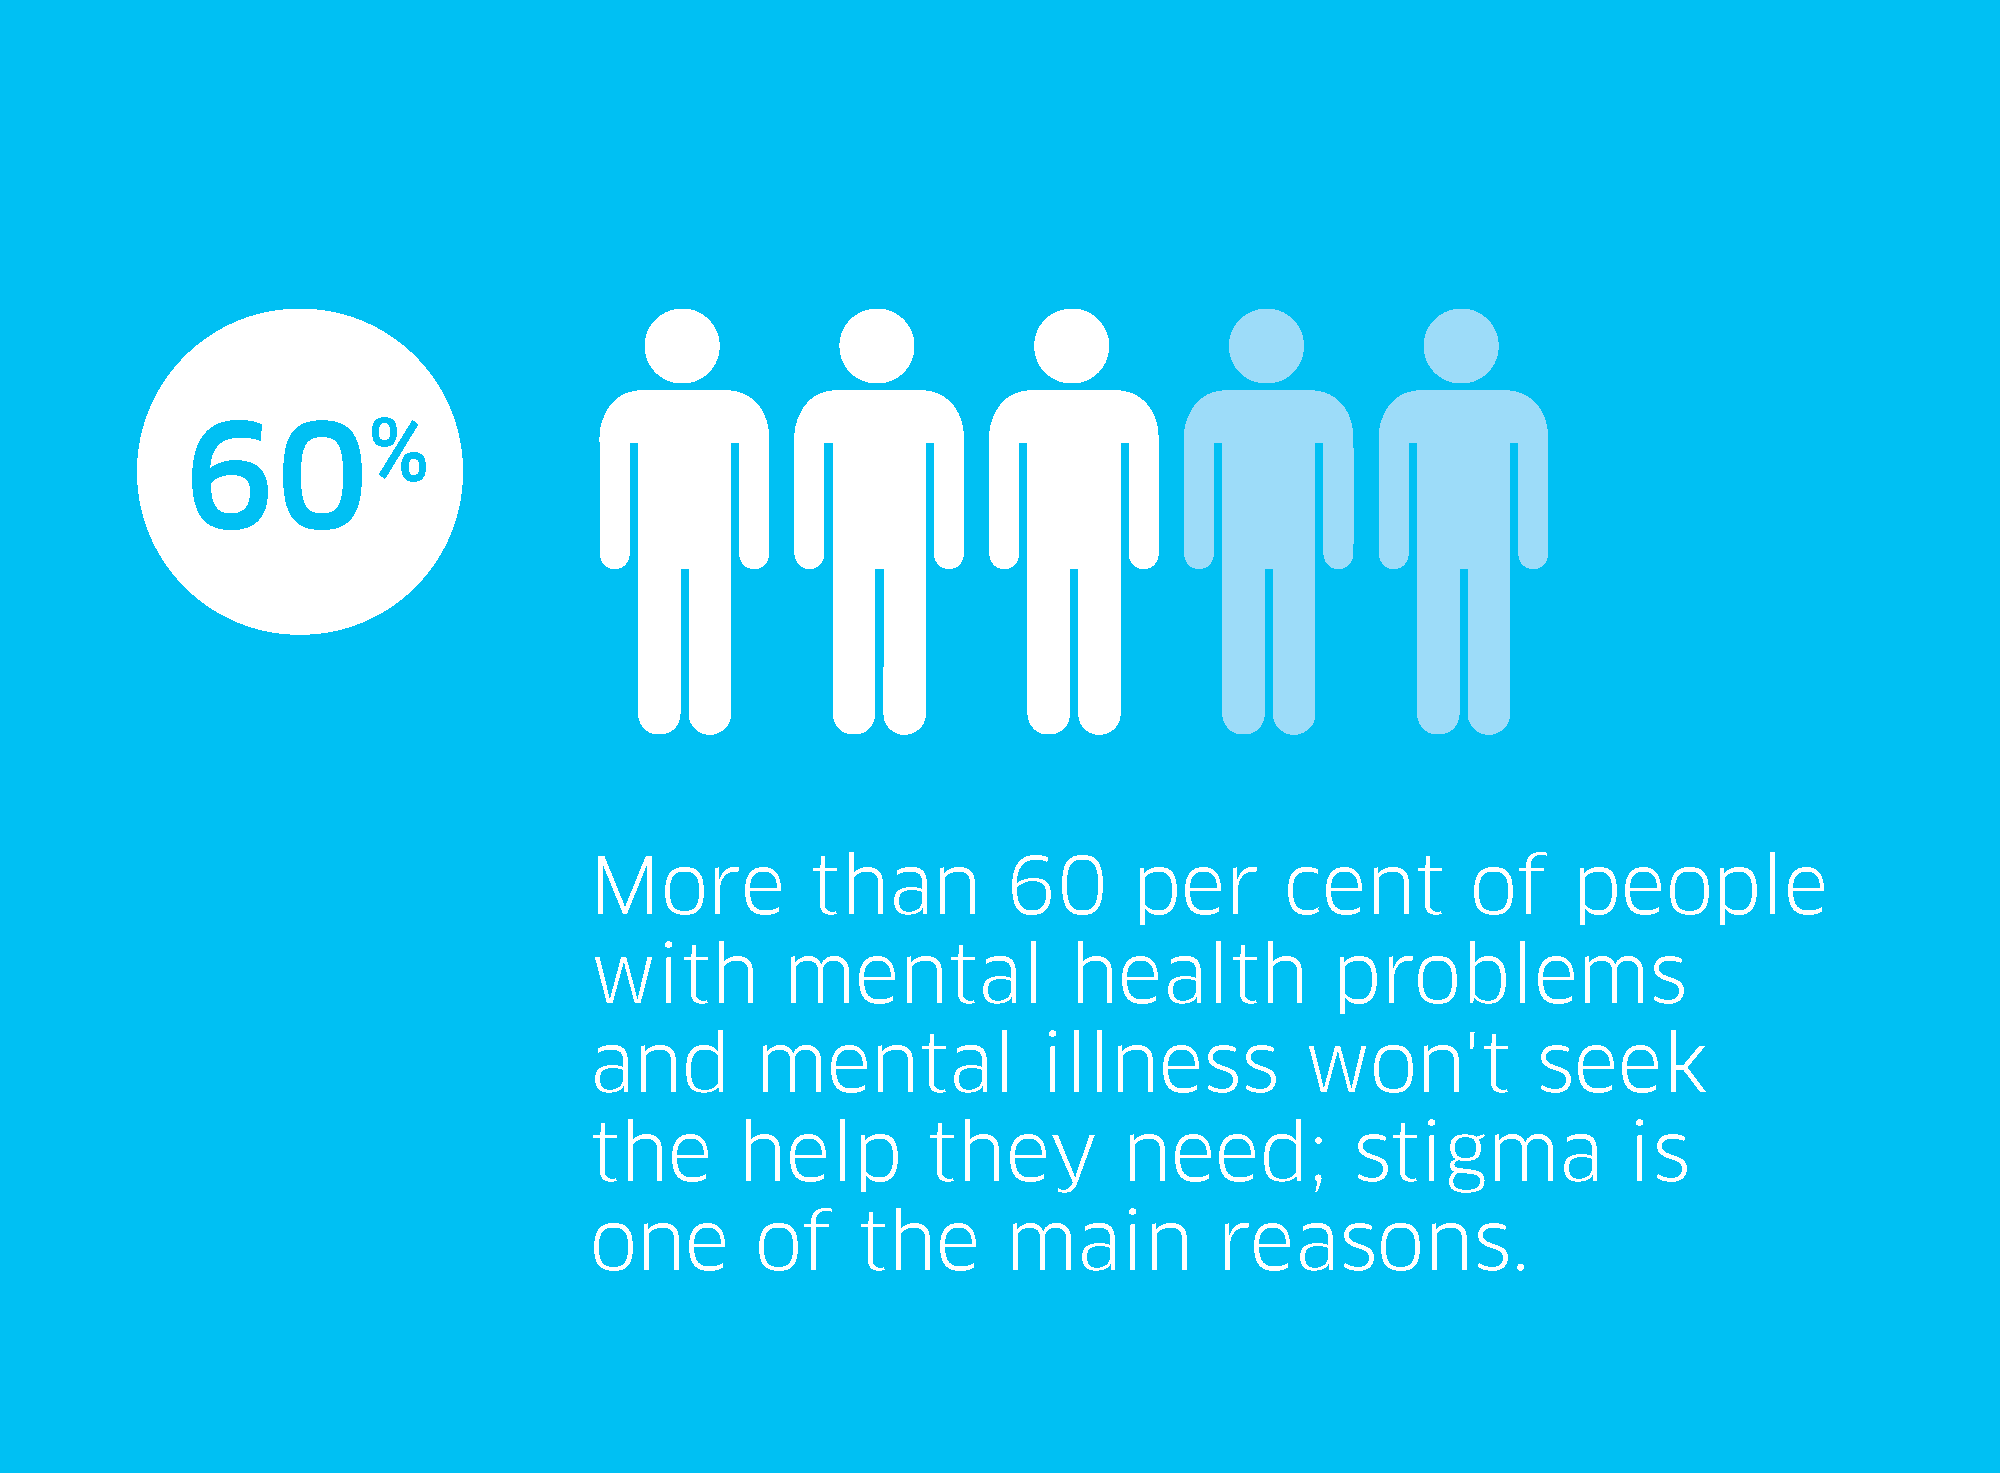 60%
More than 60 per cent of people
with mental health problems
and mental illness won't seek
the help they need; stigma is
one of the main reasons.